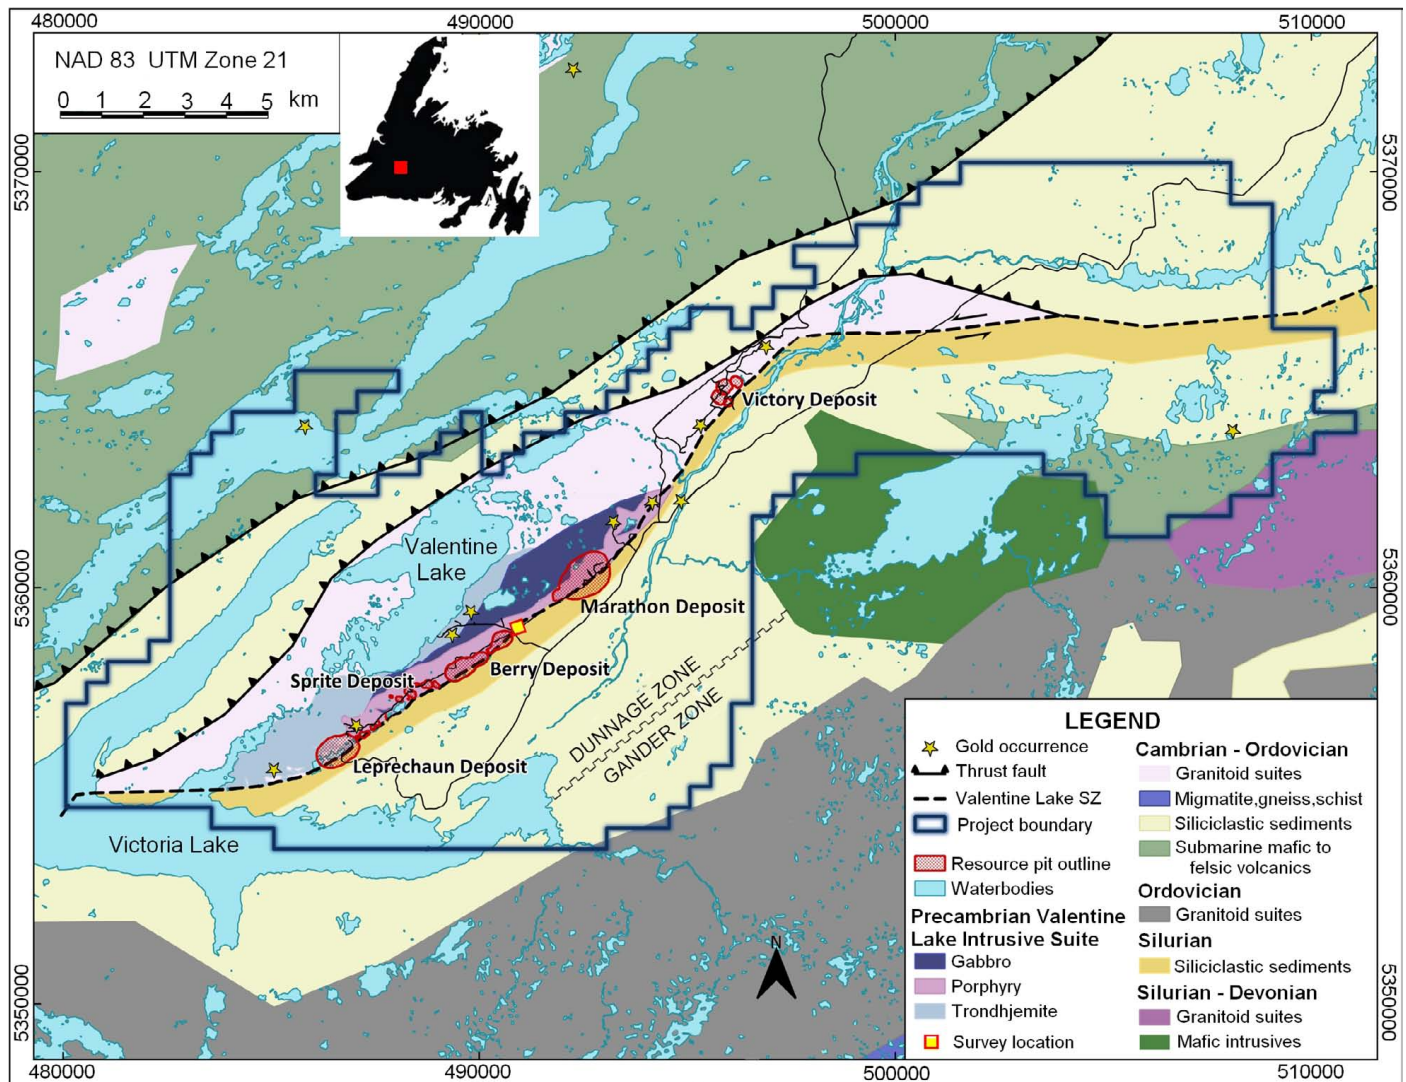 480000
490000
500000
510000
NAD 83 UTM Zone 21
0 1 2 3 4 5 km
5370000
5370000
Victory Deposit
Valentine
Lake
5360000
5360000
Marathon Deposit
Berry Deposit
Sprite Deposit
DUNNAGE ZONE
GANDER ZONE
Leprechaun Deposit
Victoria Lake
N
5350000
5350000
LEGEND
Gold occurrence
Thrust fault
Valentine Lake SZ
Project boundary
Resource pit outline
Waterbodies
Precambrian Valentine
Lake Intrusive Suite
Gabbro
Porphyry
Trondhjemite
Survey location
Cambrian - Ordovician
Granitoid suites
Migmatite,gneiss,schist
Siliciclastic sediments
Submarine mafic to
felsic volcanics
Ordovician
Granitoid suites
Silurian
Siliciclastic sediments
Silurian - Devonian
Granitoid suites
Mafic intrusives
480000
490000
500000
510000